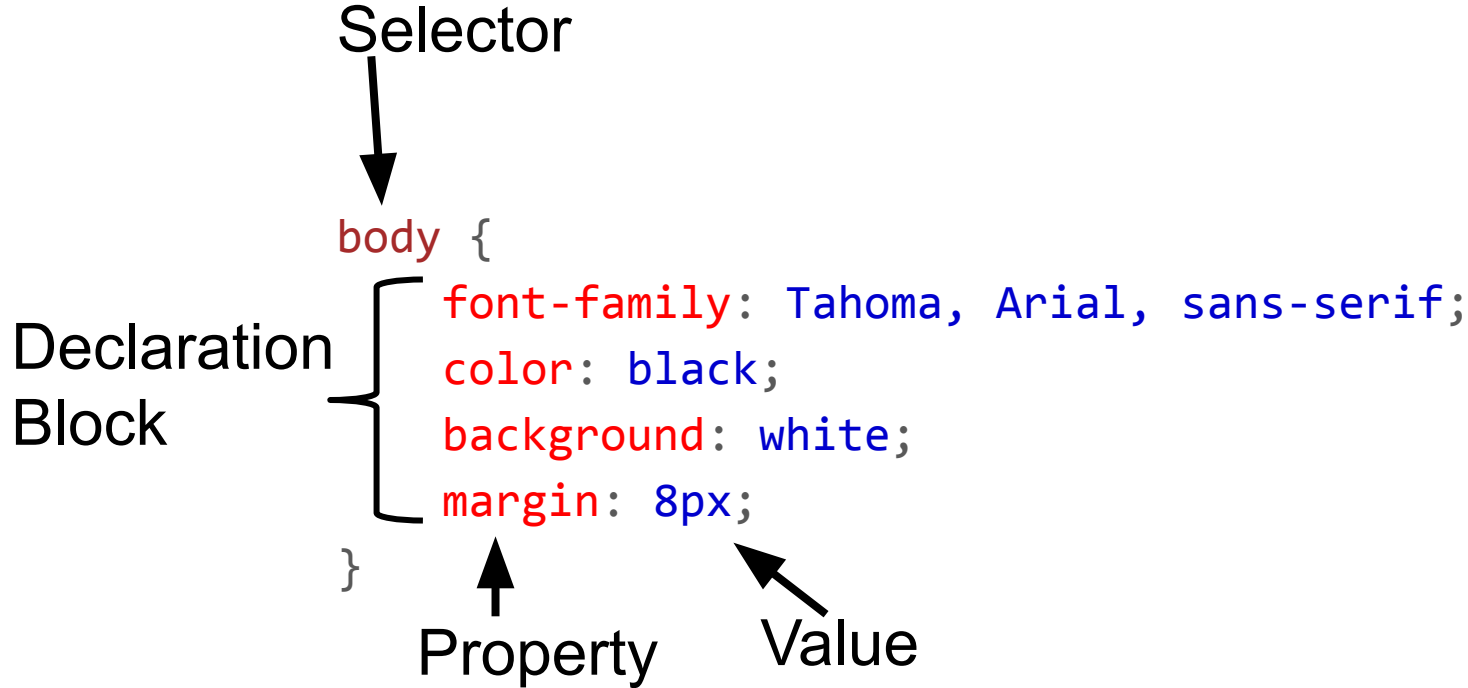 Selector
body {
font-family: Tahoma, Arial, sans-serif;
Declaration
Block
color: black;
background: white;
margin: 8px;
}
Property
Value